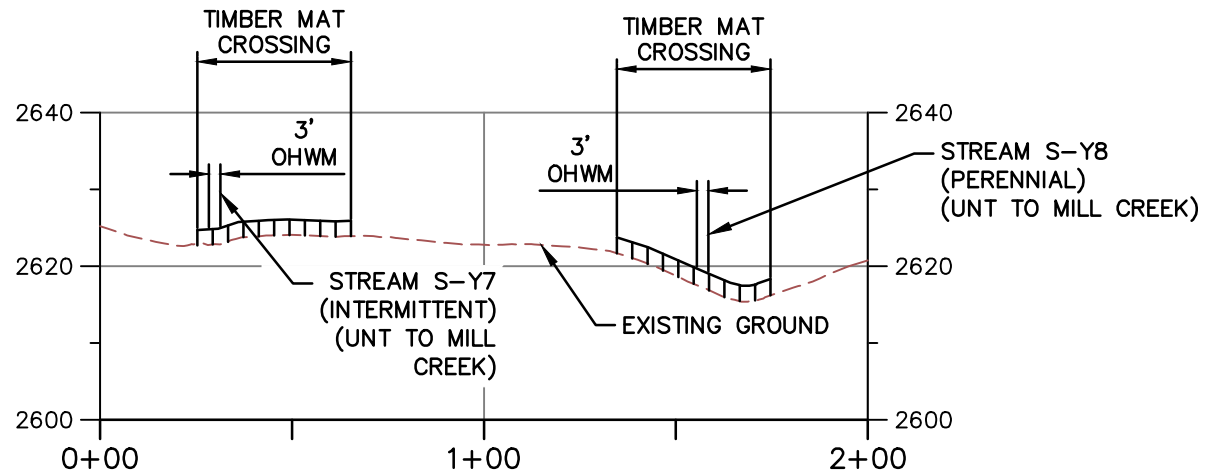 TIMBER MAT
CROSSING
TIMBER MAT
CROSSING
2640
2640
3'
OHWM
3'
OHWM
STREAM S-Y8
(PERENNIAL)
(UNT TO MILL CREEK)
2620
2620
STREAM S-Y7
(INTERMITTENT)
(UNT TO MILL
CREEK)
EXISTING GROUND
2600
2600
0+00
1+00
2+00